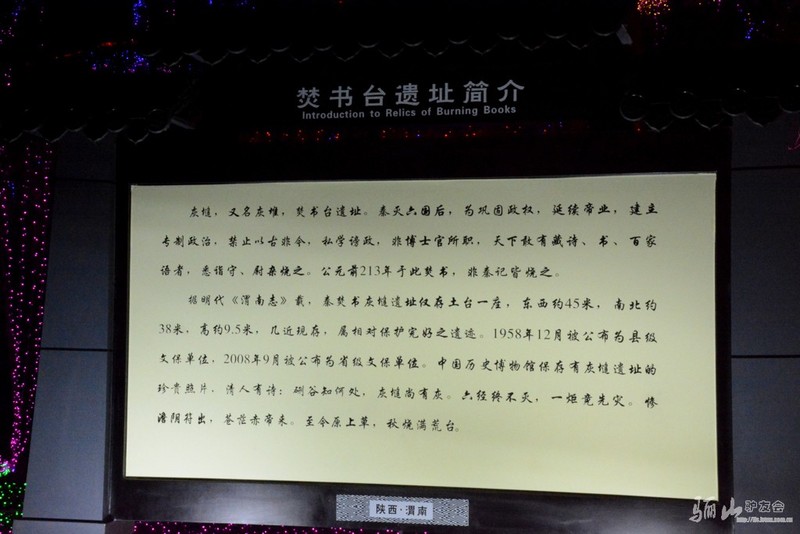 焚书台遗址简介
Introduction to Relics of Burning Books
灰堆，又名灰堆，焚书台遗址。秦灭六国后，为巩固政权，延续帝业，建立
专制政治，禁止以古非今，私学谤政，非博士官所职，天下敢有藏诗、书、百家
语者，悉诣守、尉杂烧之。公元前213年于此焚书，非秦记皆烧之。
据明代《渭南志》载，秦焚书灰堆遗址仅存土台一座，东西约45米，南北约
38米，高约9.5米，几近现存，属相对保护完好之遗迹。1958年12月被公布为县级
文保单位，2008年9月被公布为省级文保单位。中国历史博物馆保存有灰堆遗址的
珍贵照片，清人有诗：硎谷知何处，灰堆尚有灰。六经终不灭，一炬竟先灾。惨
澹阴符出，苍茫赤帝来。至今原上草，秋烧满荒台。
陕西·渭南
骊山驴友会